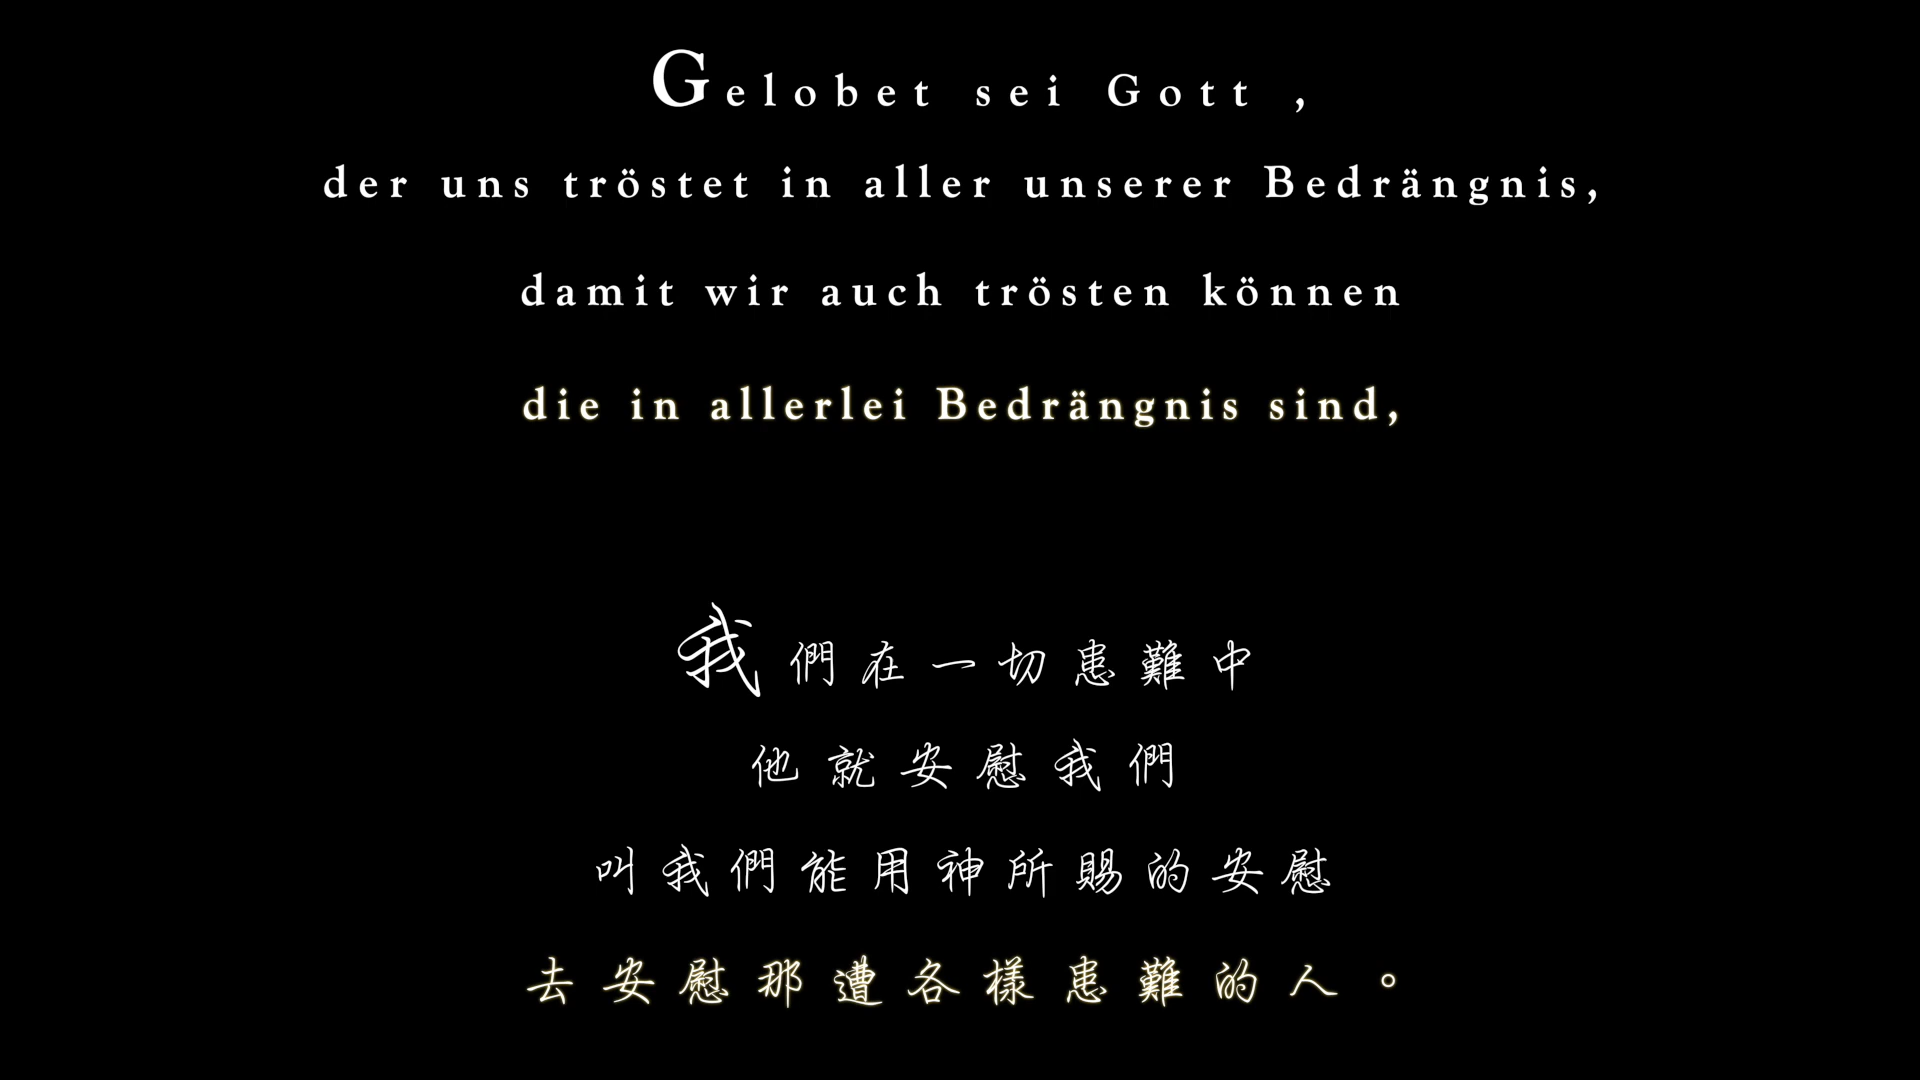 Gelobet sei Gott ,
der uns tröstet in aller unserer Bedrängnis,
damit wir auch trösten können
die in allerlei Bedrängnis sind,
我們在一切患難中
他就安慰我們
叫我們能用神所賜的安慰
去安慰那遭各樣患難的人。